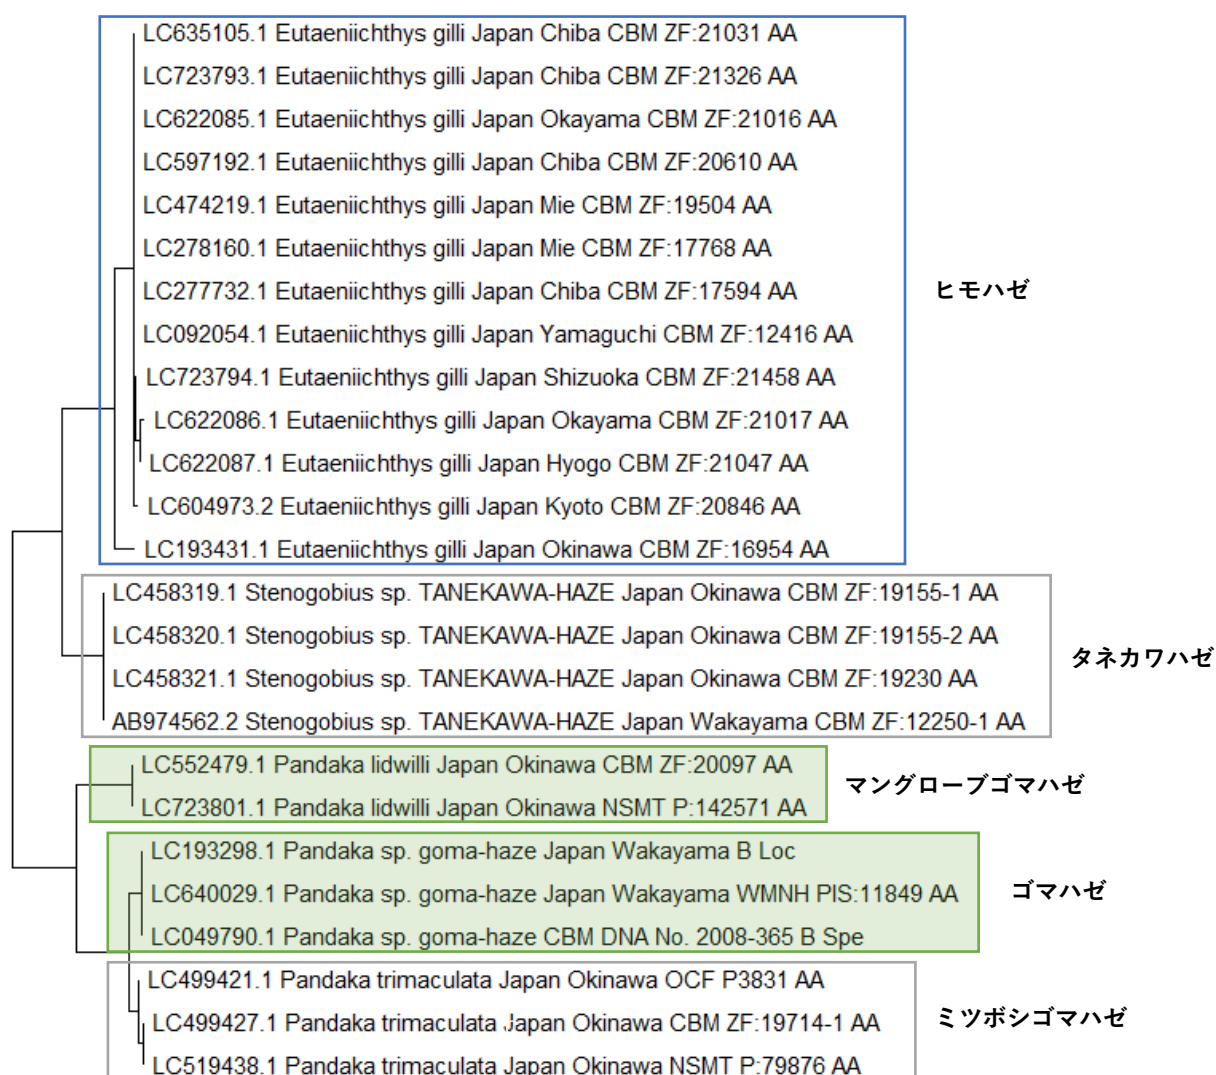 LC635105.1 Eutaeniichthys gilli Japan Chiba CBM ZF:21031 AA
LC723793.1 Eutaeniichthys gilli Japan Chiba CBM ZF:21326 AA
LC622085.1 Eutaeniichthys gilli Japan Okayama CBM ZF:21016 AA
LC597192.1 Eutaeniichthys gilli Japan Chiba CBM ZF:20610 AA
LC474219.1 Eutaeniichthys gilli Japan Mie CBM ZF:19504 AA
LC278160.1 Eutaeniichthys gilli Japan Mie CBM ZF:17768 AA
LC277732.1 Eutaeniichthys gilli Japan Chiba CBM ZF:17594 AA
ヒモハゼ
LC092054.1 Eutaeniichthys gilli Japan Yamaguchi CBM ZF:12416 AA
LC723794.1 Eutaeniichthys gilli Japan Shizuoka CBM ZF:21458 AA
LC622086.1 Eutaeniichthys gilli Japan Okayama CBM ZF:21017 AA
LC622087.1 Eutaeniichthys gilli Japan Hyogo CBM ZF:21047 AA
LC604973.2 Eutaeniichthys gilli Japan Kyoto CBM ZF:20846 AA
LC193431.1 Eutaeniichthys gilli Japan Okinawa CBM ZF:16954 AA
LC458319.1 Stenogobius sp. TANEKAWA-HAZE Japan Okinawa CBM ZF:19155-1 AA
LC458320.1 Stenogobius sp. TANEKAWA-HAZE Japan Okinawa CBM ZF:19155-2 AA
タネカワハゼ
LC458321.1 Stenogobius sp. TANEKAWA-HAZE Japan Okinawa CBM ZF:19230 AA
AB974562.2 Stenogobius sp. TANEKAWA-HAZE Japan Wakayama CBM ZF:12250-1 AA
LC552479.1 Pandaka lidwilli Japan Okinawa CBM ZF:20097 AA
マングローブゴマハゼ
LC723801.1 Pandaka lidwilli Japan Okinawa NSMT P:142571 AA
LC193298.1 Pandaka sp. goma-haze Japan Wakayama B Loc
LC640029.1 Pandaka sp. goma-haze Japan Wakayama WMNH PIS:11849 AA
ゴマハゼ
LC049790.1 Pandaka sp. goma-haze CBM DNA No. 2008-365 B Spe
LC499421.1 Pandaka trimaculata Japan Okinawa OCF P3831 AA
LC499427.1 Pandaka trimaculata Japan Okinawa CBM ZF:19714-1 AA
ミツボシゴマハゼ
LC519438.1 Pandaka trimaculata Japan Okinawa NSMT P:79876 AA